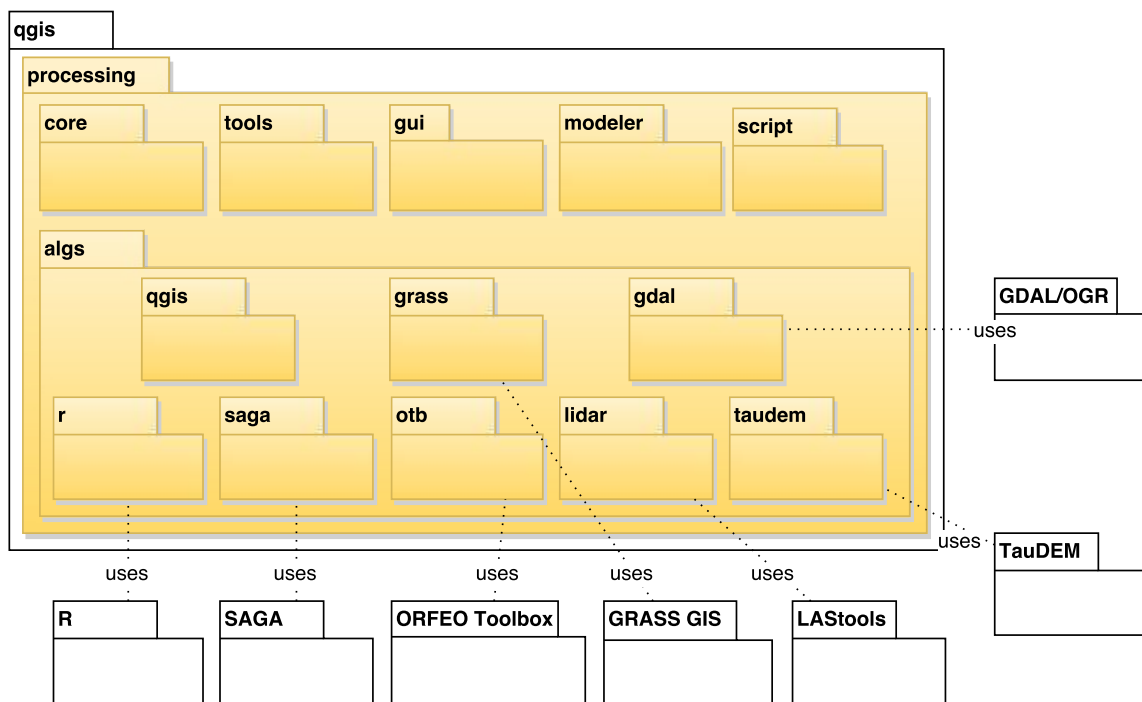 qgis
processing
core
tools
gui
modeler
script
algs
qgis
grass
gdal
GDAL/OGR
uses
r
saga
otb
lidar
taudem
uses
TauDEM
uses
uses
uses
uses
uses
R
SAGA
ORFEO Toolbox
GRASS GIS
LAStools